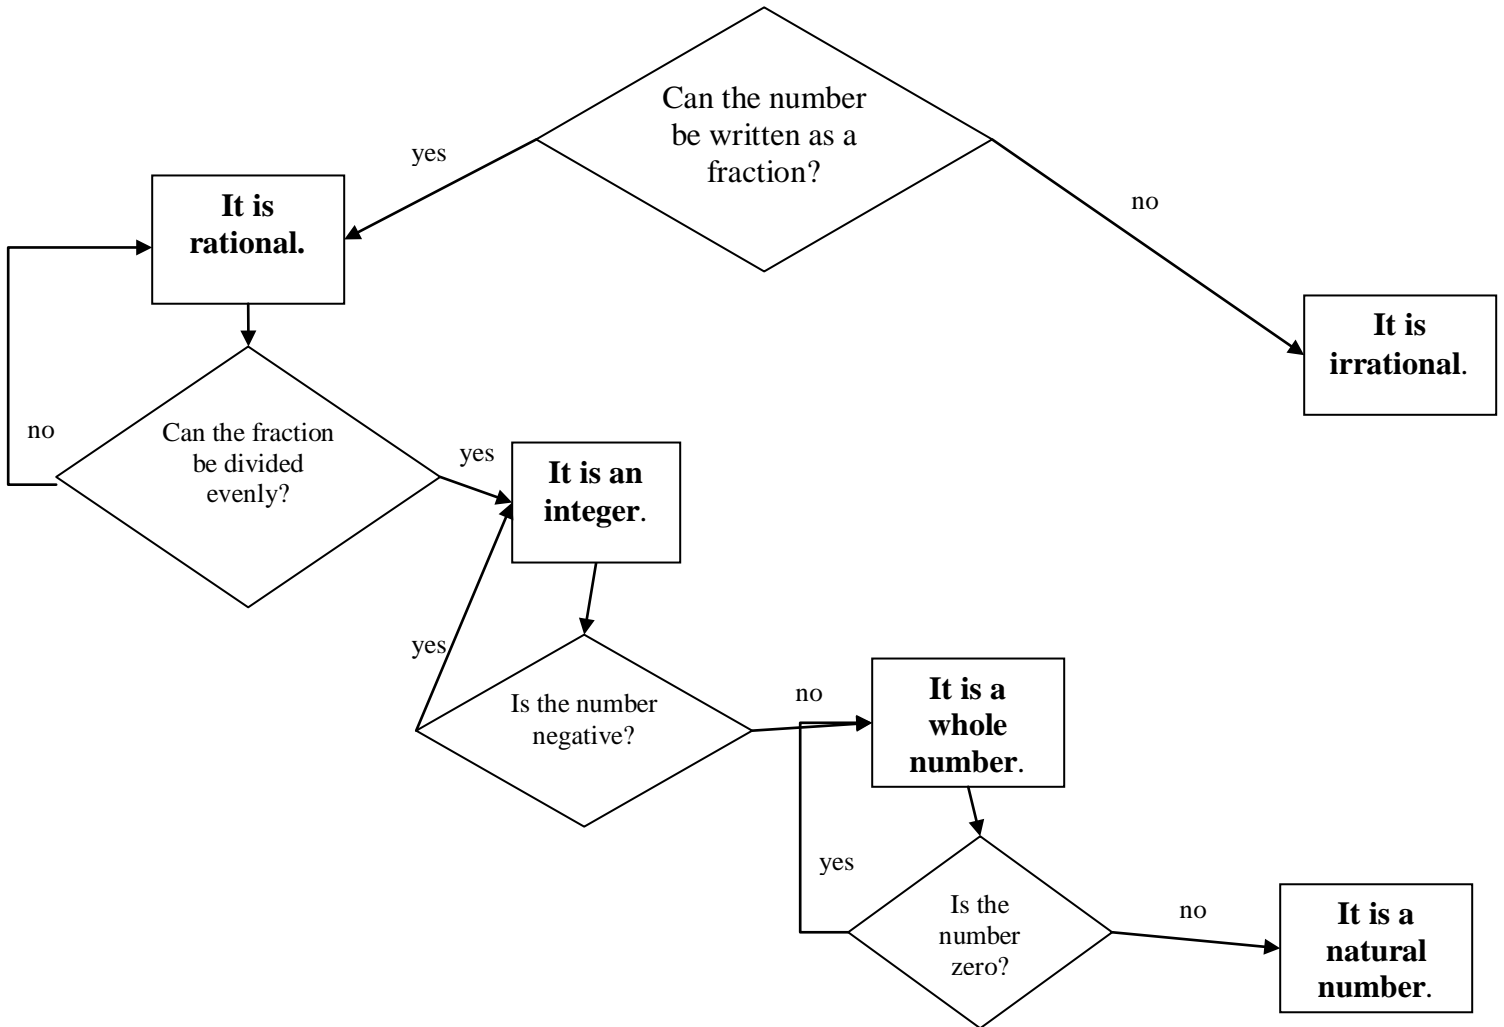 Can the number
be written as a
fraction?
yes
no
It is
rational.
It is
irrational.
no
Can the fraction
be divided
evenly?
yes
It is an
integer.
yes
Is the number
negative?
no
It is a
whole
number.
yes
Is the
number
zero?
no
It is a
natural
number.